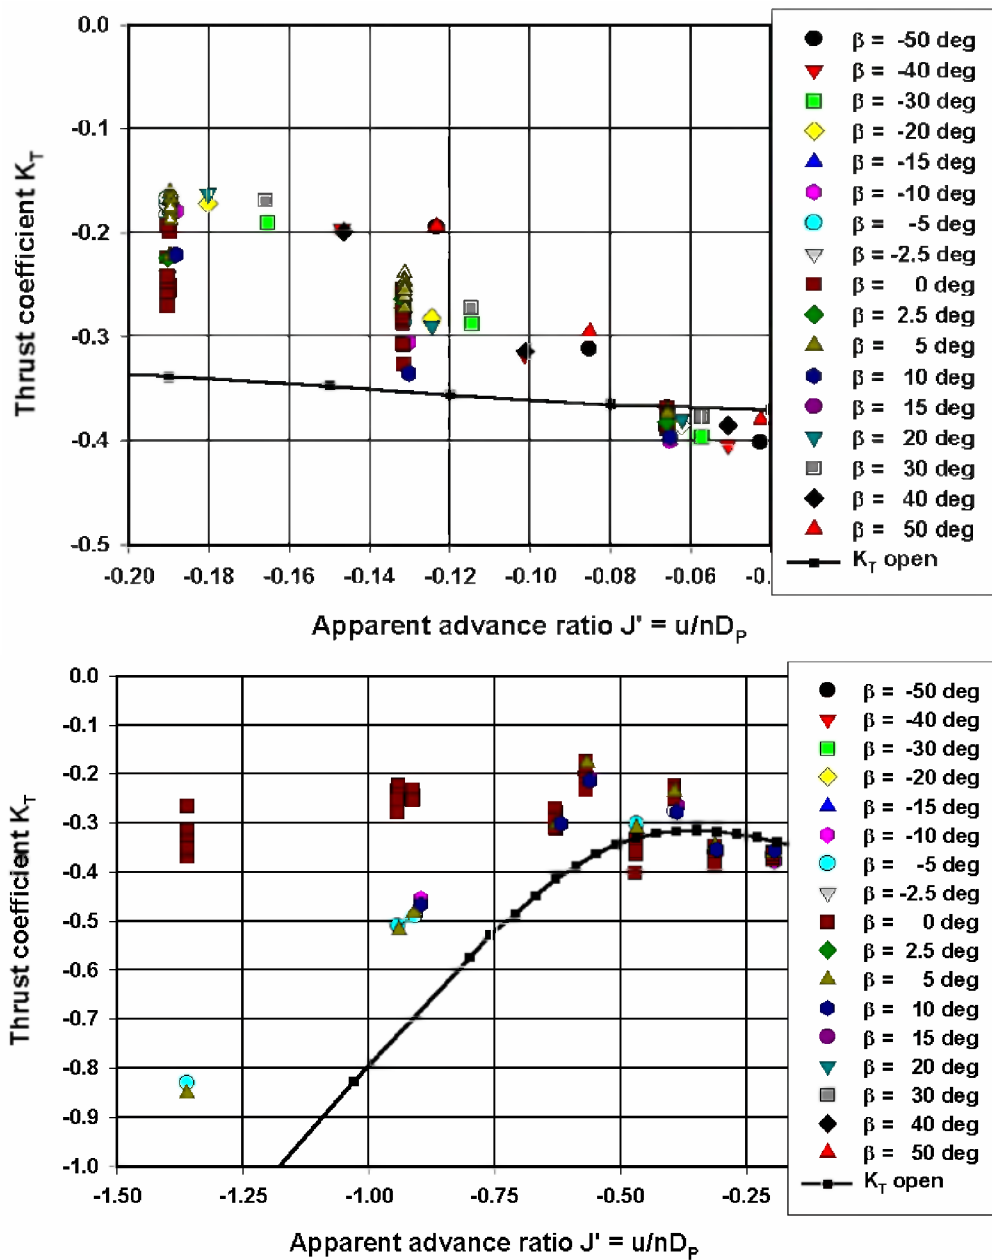 0.0
-0.1
-0.2
-0.3
-0.4
-0.5
Thrust coefficient K_T
-0.20 -0.18 -0.16 -0.14 -0.12 -0.10 -0.08 -0.06 -0.
Apparent advance ratio J' = u/nD_P
β = -50 deg
β = -40 deg
β = -30 deg
β = -20 deg
β = -15 deg
β = -10 deg
β = -5 deg
β = -2.5 deg
β = 0 deg
β = 2.5 deg
β = 5 deg
β = 10 deg
β = 15 deg
β = 20 deg
β = 30 deg
β = 40 deg
β = 50 deg
K_T open
0.0
-0.1
-0.2
-0.3
-0.4
-0.5
-0.6
-0.7
-0.8
-0.9
-1.0
Thrust coefficient K_T
-1.50 -1.25 -1.00 -0.75 -0.50 -0.25
Apparent advance ratio J' = u/nD_P
β = -50 deg
β = -40 deg
β = -30 deg
β = -20 deg
β = -15 deg
β = -10 deg
β = -5 deg
β = -2.5 deg
β = 0 deg
β = 2.5 deg
β = 5 deg
β = 10 deg
β = 15 deg
β = 20 deg
β = 30 deg
β = 40 deg
β = 50 deg
K_T open